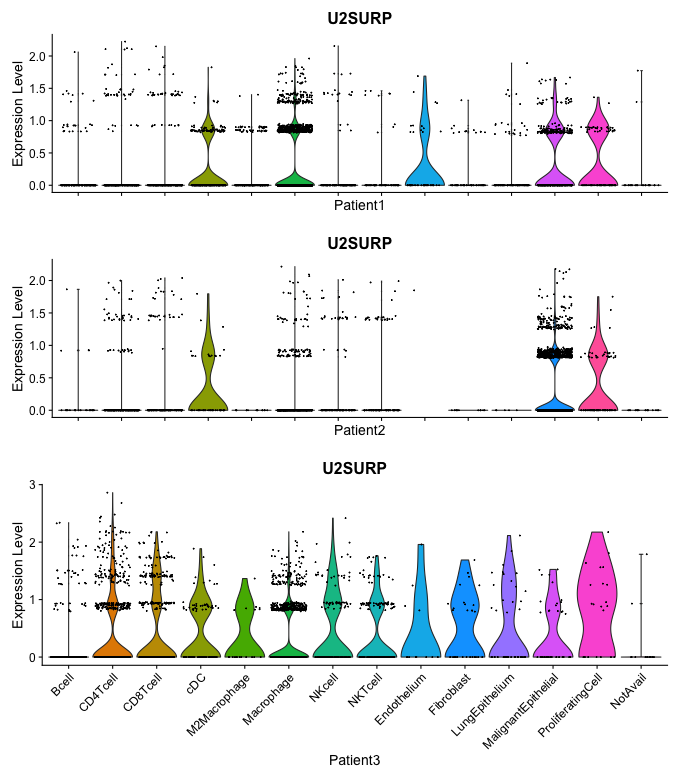 U2SURP
Expression Level
2.0
1.5
1.0
0.5
0.0
Patient1
U2SURP
Expression Level
2.0
1.5
1.0
0.5
0.0
Patient2
U2SURP
Expression Level
3
2
1
0
Bcell
CD4Tcell
CD8Tcell
cDC
M2Macrophage
Macrophage
NKcell
NKTcell
Endothelium
Fibroblast
LungEpithelium
MalignantEpithelial
ProliferatingCell
NotAvail
Patient3